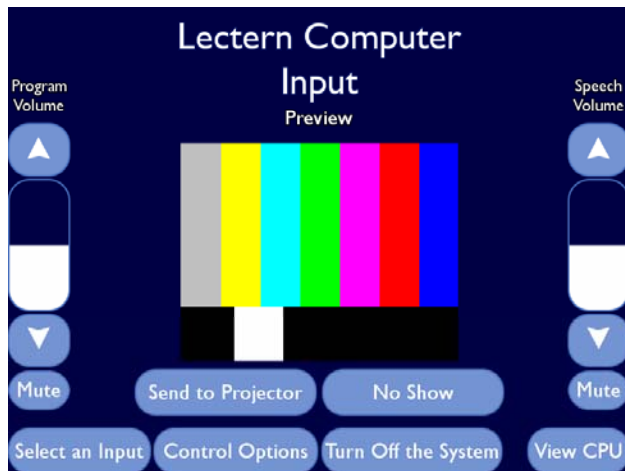 Lectern Computer
Input
Preview
Program
Volume
Speech
Volume
Mute
Send to Projector
No Show
Mute
Select an Input
Control Options
Turn Off the System
View CPU